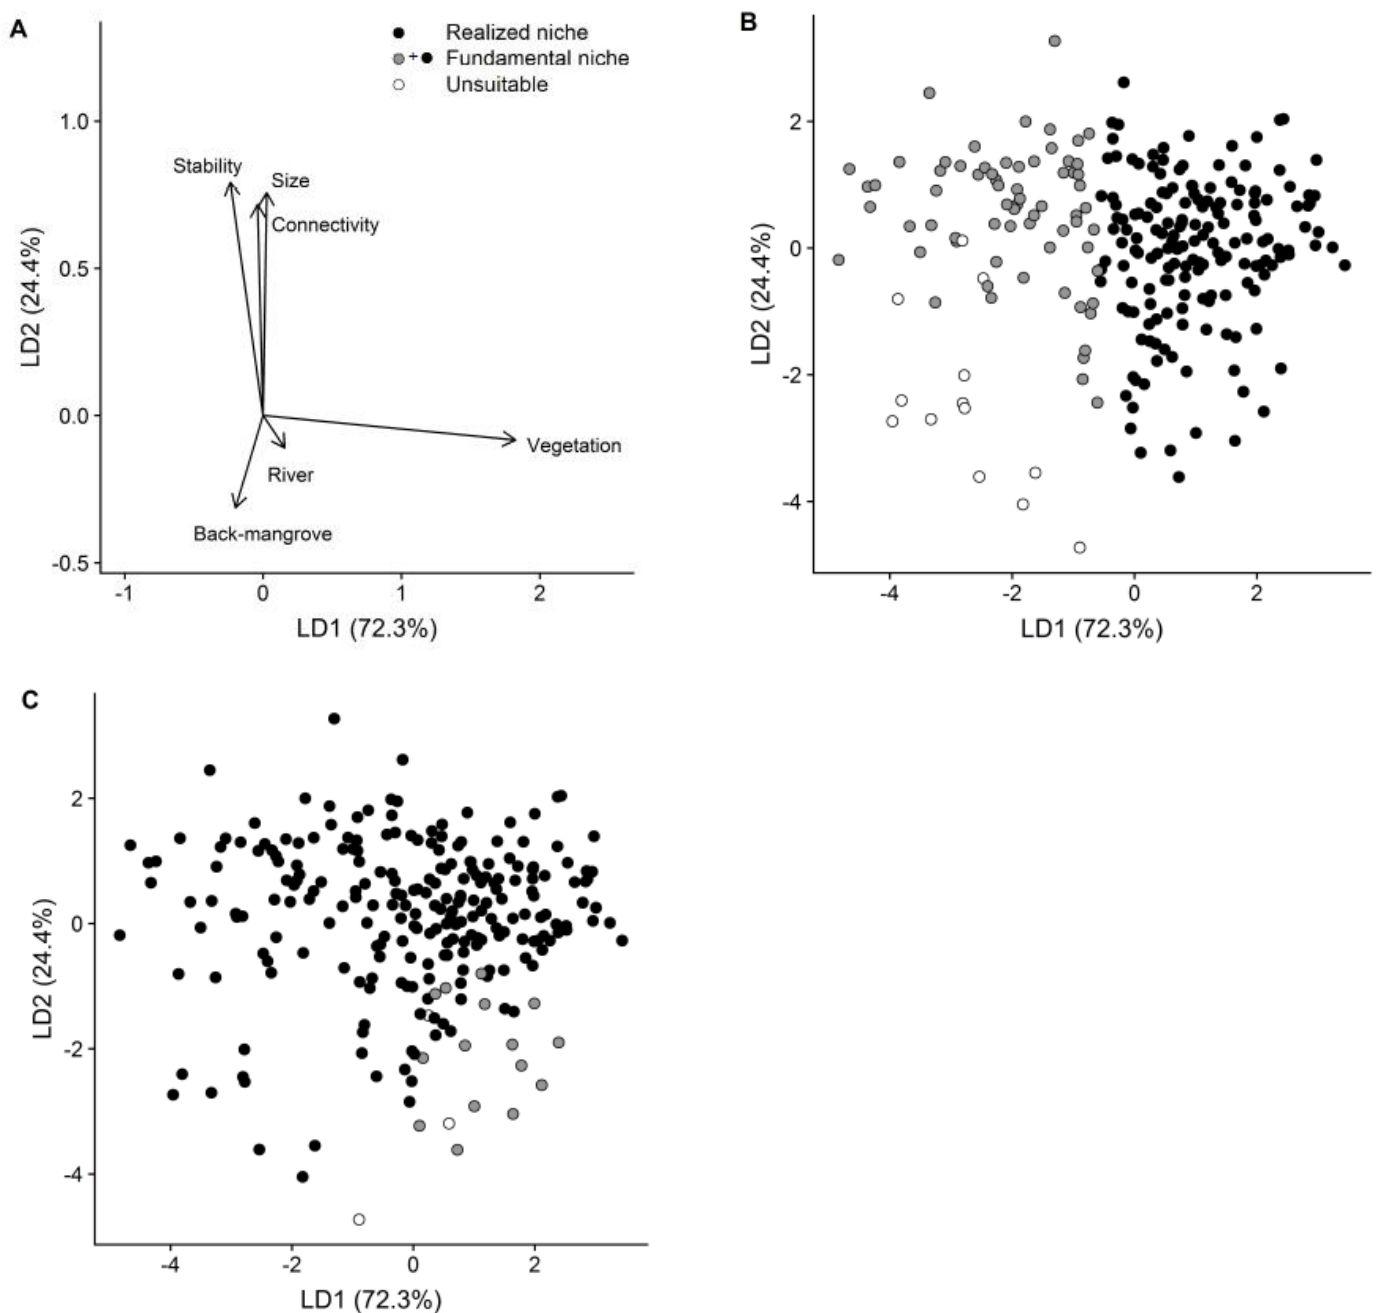 A
Realized niche
+ Fundamental niche
Unsuitable
1.0
0.5
0.0
-0.5
Stability
Size
Connectivity
Vegetation
River
Back-mangrove
LD2 (24.4%)
-1 0 1 2
LD1 (72.3%)
B
2
0
-2
-4
LD2 (24.4%)
-4 -2 0 2
LD1 (72.3%)
C
2
0
-2
-4
LD2 (24.4%)
-4 -2 0 2
LD1 (72.3%)